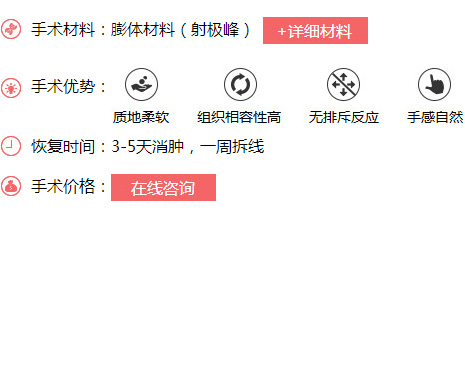 手术材料：膨体材料（射极峰） +详细材料
手术优势：
质地柔软 组织相容性高 无排斥反应 手感自然
恢复时间：3-5天消肿，一周拆线
手术价格： 在线咨询